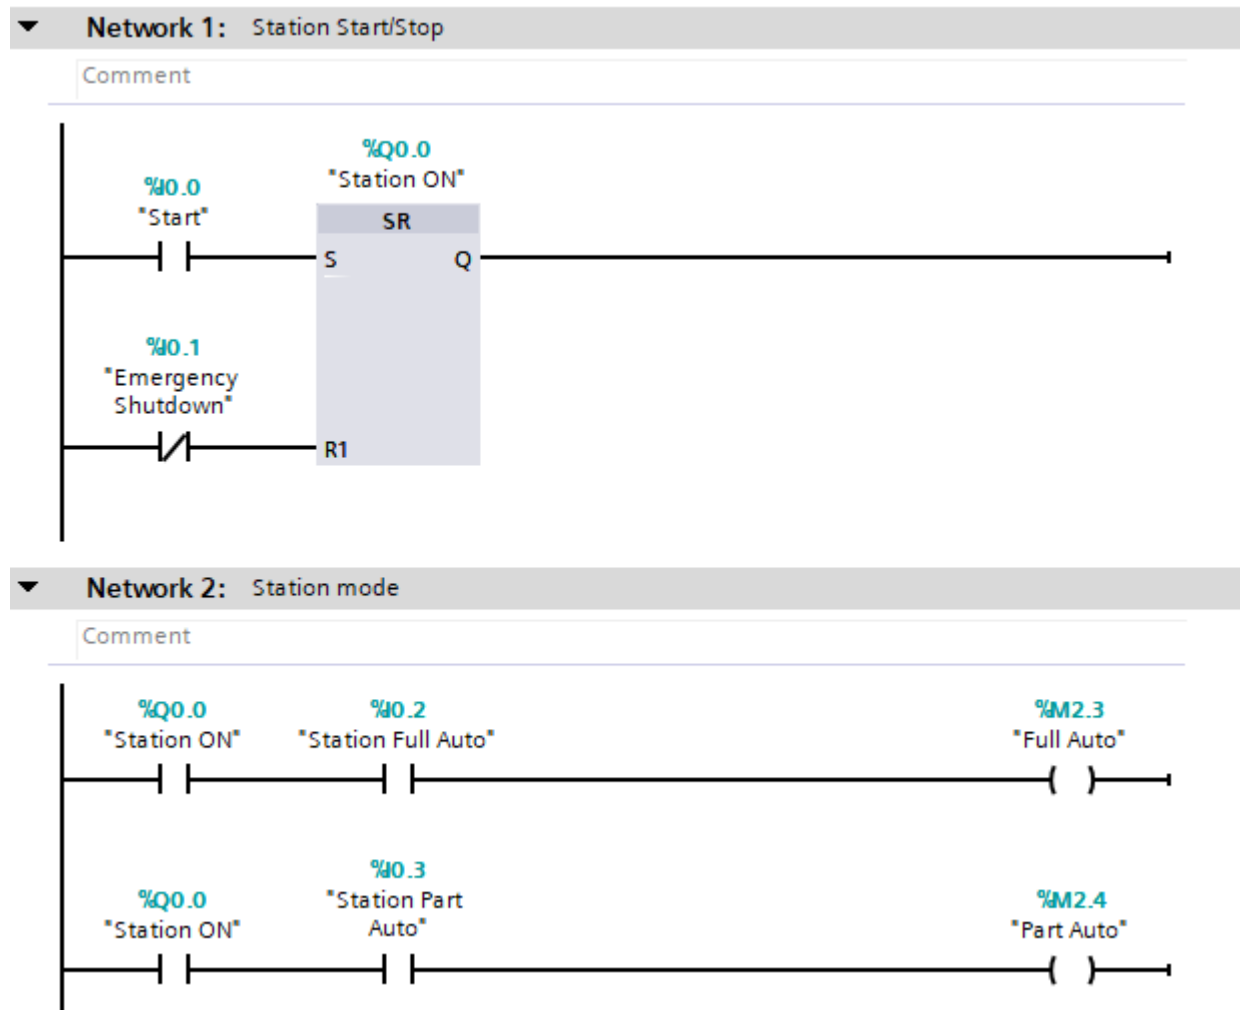 Network 1: Station Start/Stop
Comment
%Q0.0
"Station ON"
%I0.0
"Start"
SR
S Q
%I0.1
"Emergency
Shutdown"
R1
Network 2: Station mode
Comment
%Q0.0 %I0.2 %M2.3
"Station ON" "Station Full Auto" "Full Auto"
%I0.3
%Q0.0 "Station Part %M2.4
"Station ON" Auto" "Part Auto"